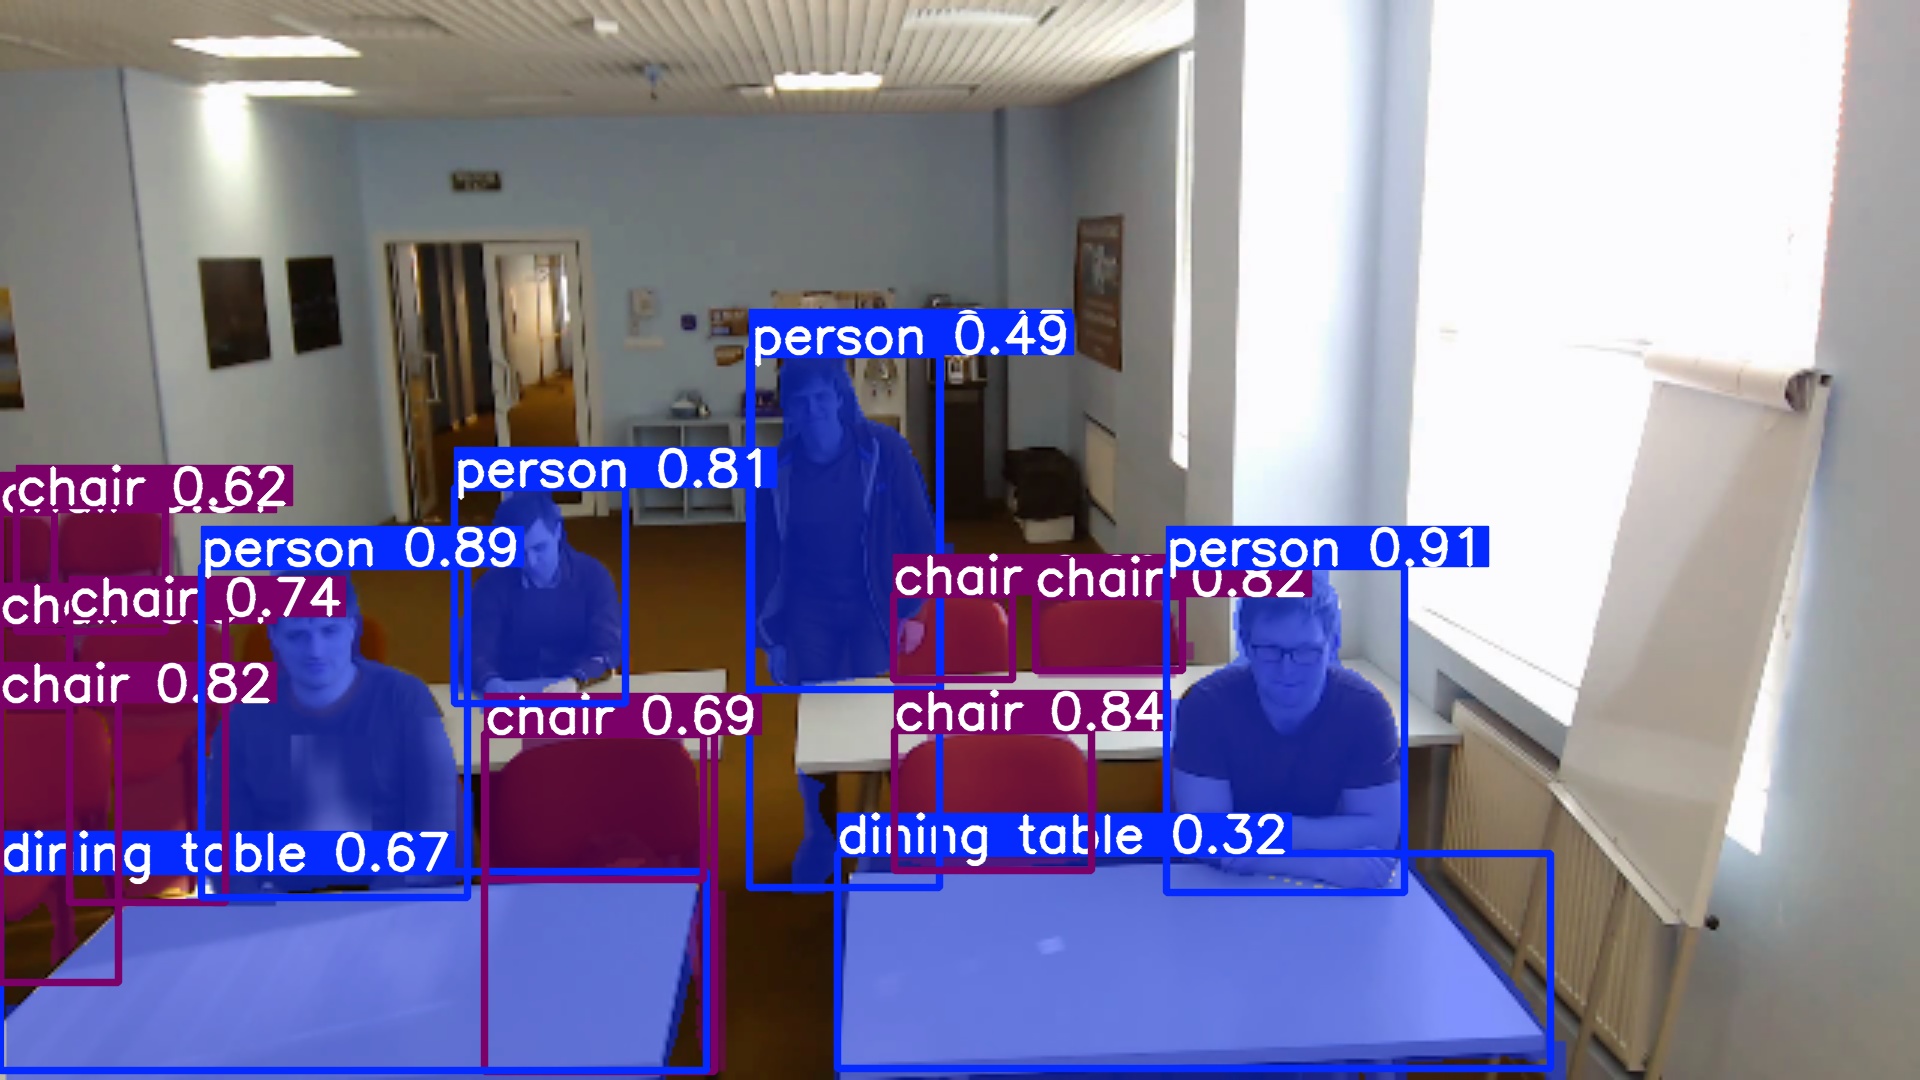 person 0.49
person 0.81
chair 0.62
person 0.89
person 0.91
chair
chair 0.82
chair 0.74
chair 0.82
chair 0.69
chair 0.84
dining table 0.67
dining table 0.32